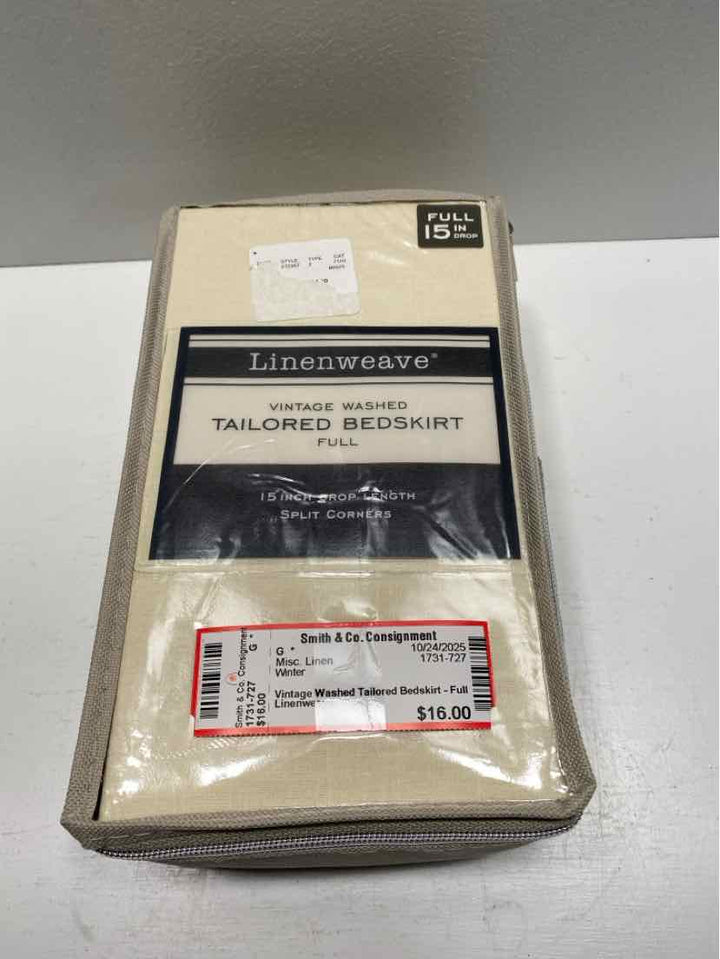 FULL
15 IN
DROP
STYLE TYPE CAT
Linenweave®
VINTAGE WASHED
TAILORED BEDSKIRT
FULL
15 INCH DROP LENGTH
SPLIT CORNERS
Smith & Co. Consignment
G *
1731-727
$16.00
Smith & Co. Consignment
G * 10/24/2025
Misc. Linen 1731-727
Winter
Vintage Washed Tailored Bedskirt - Full
$16.00